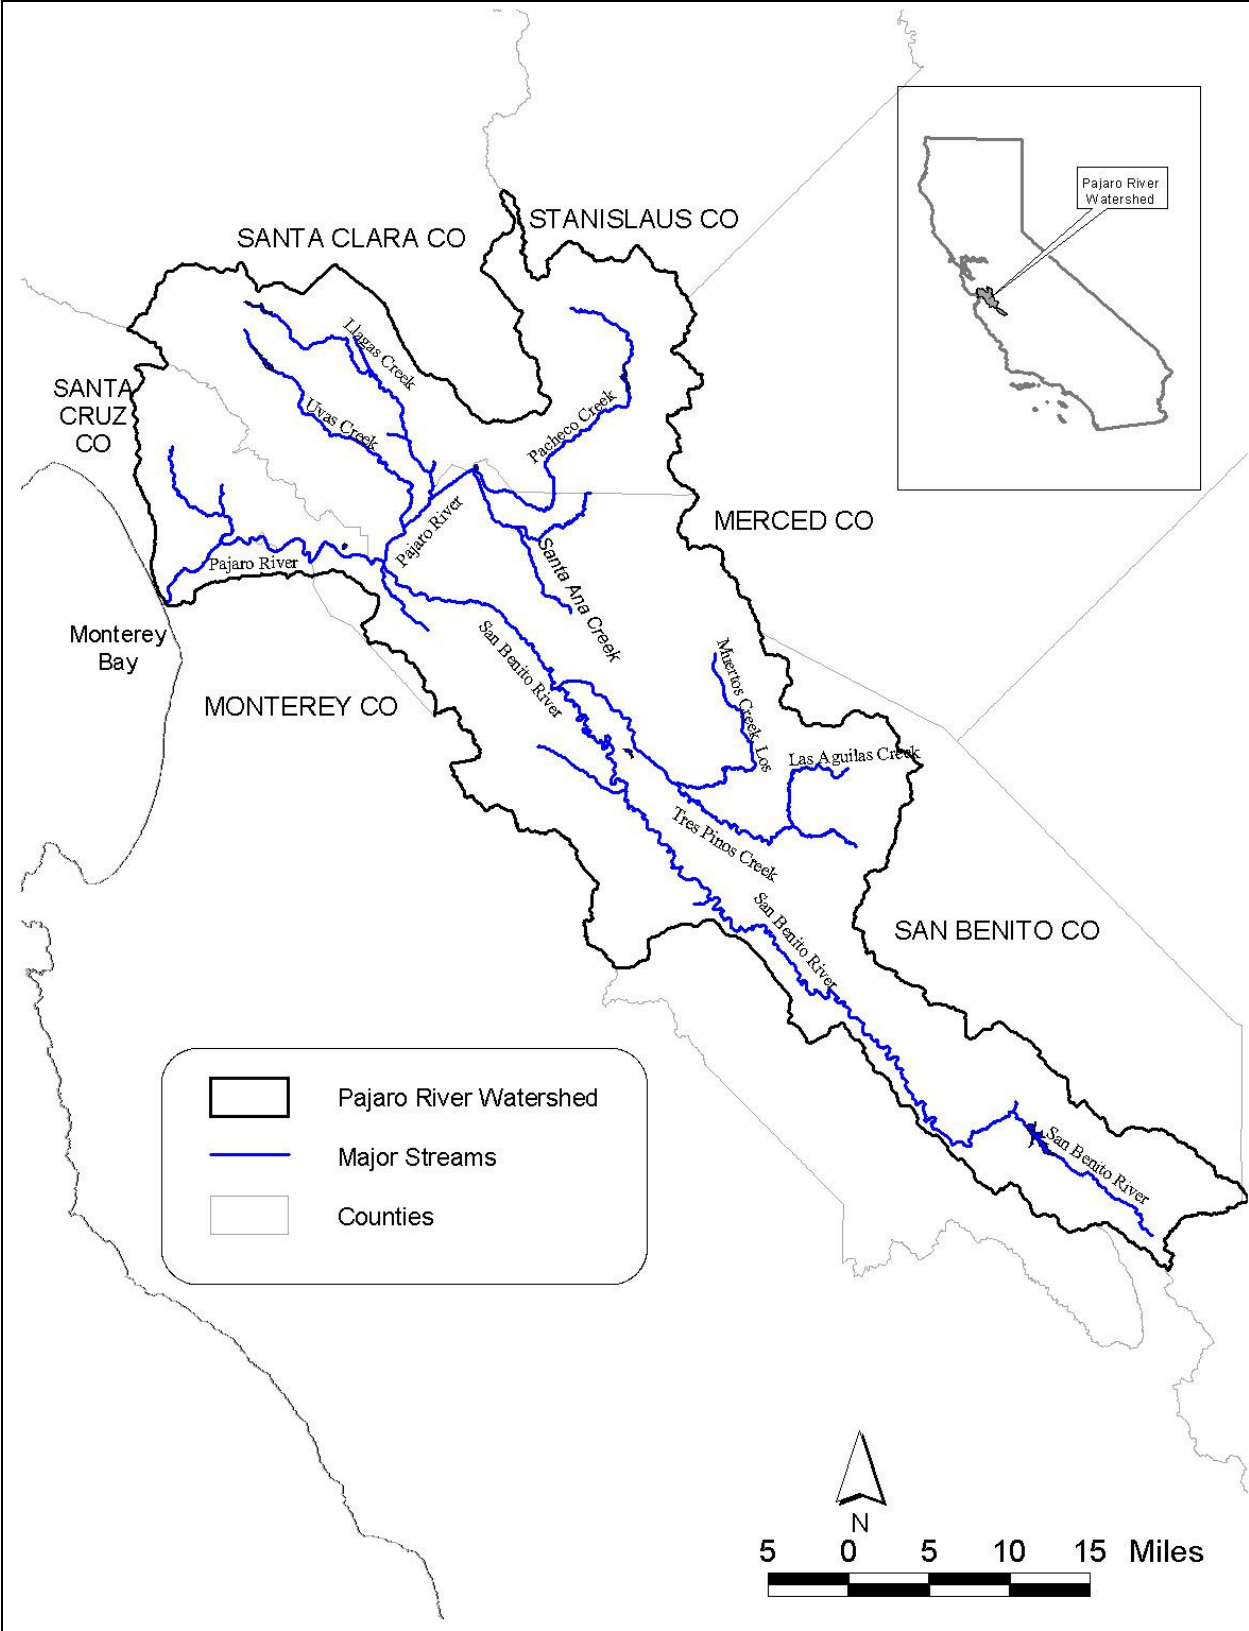 Pajaro River
Watershed
STANISLAUS CO
SANTA CLARA CO
Llagas Creek
SANTA
CRUZ
CO
Uvas Creek
Pacheco Creek
MERCED CO
Pajaro River
Pajaro River
Santa Ana Creek
Monterey
Bay
San Benito River
Muertos Creek, Los
MONTEREY CO
Las Aguilas Creek
Tres Pinos Creek
San Benito River
SAN BENITO CO
Pajaro River Watershed
Major Streams
Counties
San Benito River
N
5 0 5 10 15 Miles